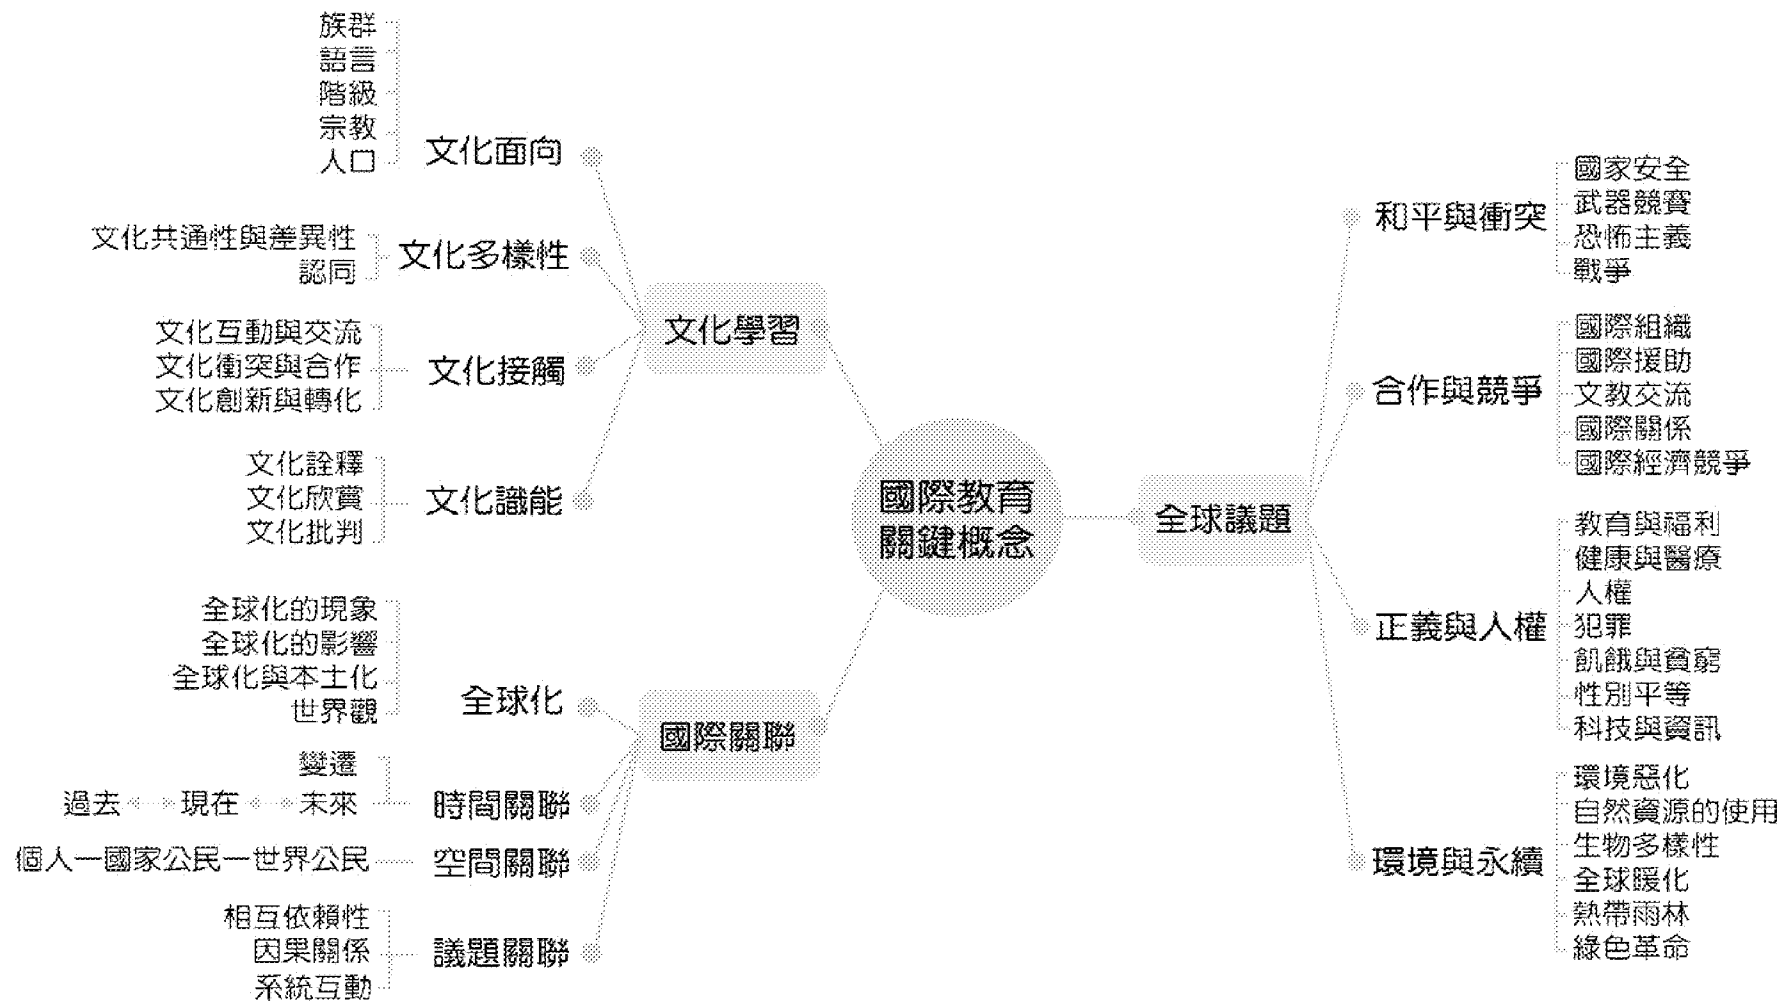 國際教育
關鍵概念
文化學習
文化面向
族群
語言
階級
宗教
人口
文化多樣性
文化共通性與差異性
認同
文化接觸
文化互動與交流
文化衝突與合作
文化創新與轉化
文化識能
文化詮釋
文化欣賞
文化批判
國際關聯
全球化
全球化的現象
全球化的影響
全球化與本土化
世界觀
時間關聯
變遷
過去 現在 未來
空間關聯
個人—國家公民—世界公民
議題關聯
相互依賴性
因果關係
系統互動
全球議題
和平與衝突
國家安全
武器競賽
恐怖主義
戰爭
合作與競爭
國際組織
國際援助
文教交流
國際關係
國際經濟競爭
正義與人權
教育與福利
健康與醫療
人權
犯罪
飢餓與貧窮
性別平等
科技與資訊
環境與永續
環境惡化
自然資源的使用
生物多樣性
全球暖化
熱帶雨林
綠色革命